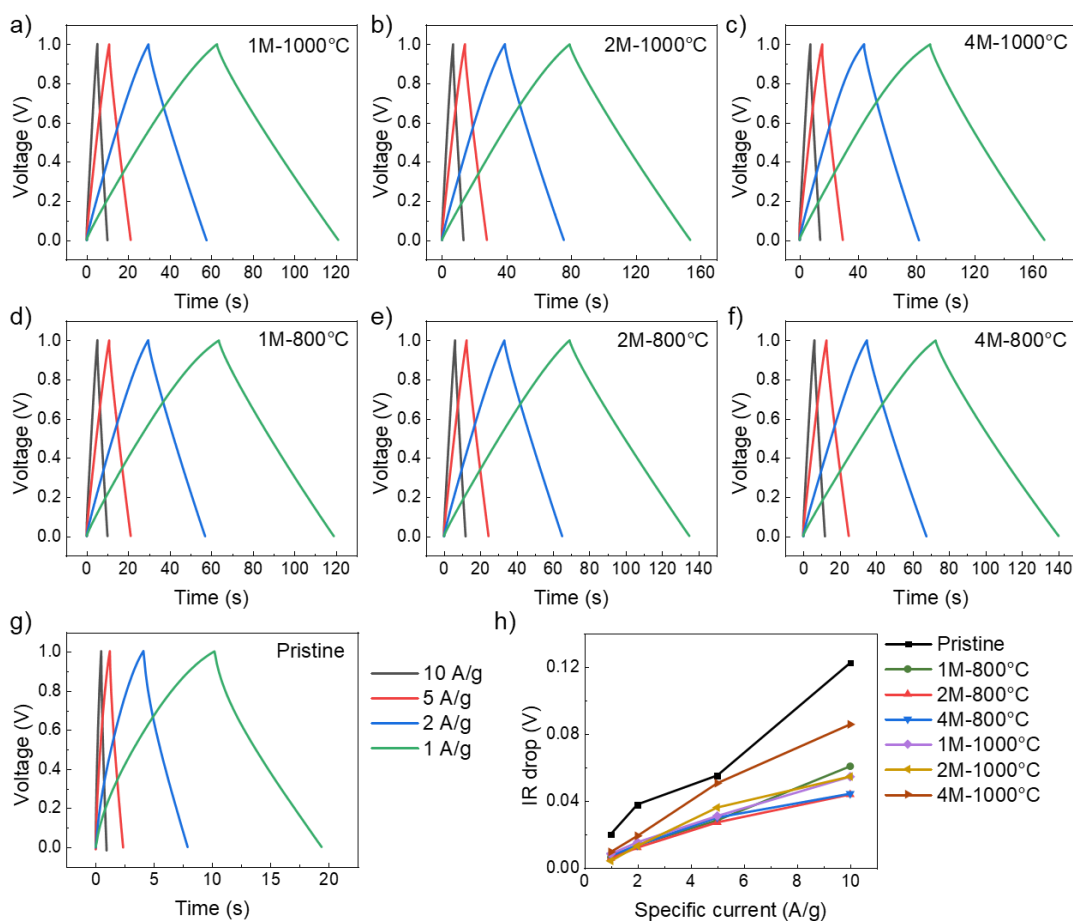 a)
1M-1000°C
Voltage (V)
1.0
0.8
0.6
0.4
0.2
0.0
0 20 40 60 80 100 120
Time (s)
b)
2M-1000°C
Voltage (V)
1.0
0.8
0.6
0.4
0.2
0.0
0 40 80 120 160
Time (s)
c)
4M-1000°C
Voltage (V)
1.0
0.8
0.6
0.4
0.2
0.0
0 40 80 120 160
Time (s)
d)
1M-800°C
Voltage (V)
1.0
0.8
0.6
0.4
0.2
0.0
0 20 40 60 80 100 120
Time (s)
e)
2M-800°C
Voltage (V)
1.0
0.8
0.6
0.4
0.2
0.0
0 20 40 60 80 100 120 140
Time (s)
f)
4M-800°C
Voltage (V)
1.0
0.8
0.6
0.4
0.2
0.0
0 20 40 60 80 100 120 140
Time (s)
g)
Pristine
Voltage (V)
1.0
0.8
0.6
0.4
0.2
0.0
0 5 10 15 20
Time (s)
10 A/g
5 A/g
2 A/g
1 A/g
h)
IR drop (V)
0.12
0.08
0.04
0.00
0 2 4 6 8 10
Specific current (A/g)
Pristine
1M-800°C
2M-800°C
4M-800°C
1M-1000°C
2M-1000°C
4M-1000°C